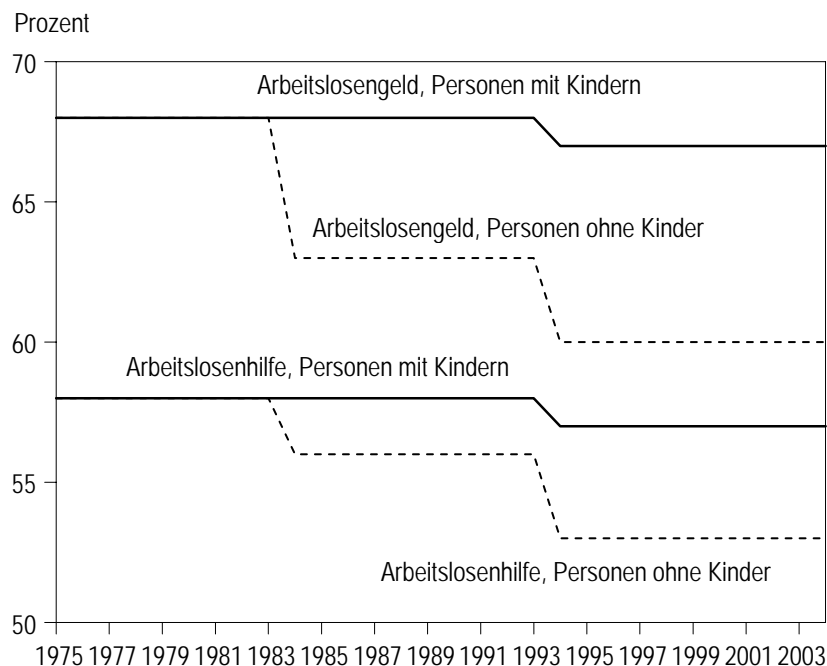 Prozent
70
Arbeitslosengeld, Personen mit Kindern
65
Arbeitslosengeld, Personen ohne Kinder
60
Arbeitslosenhilfe, Personen mit Kindern
55
Arbeitslosenhilfe, Personen ohne Kinder
50
1975 1977 1979 1981 1983 1985 1987 1989 1991 1993 1995 1997 1999 2001 2003